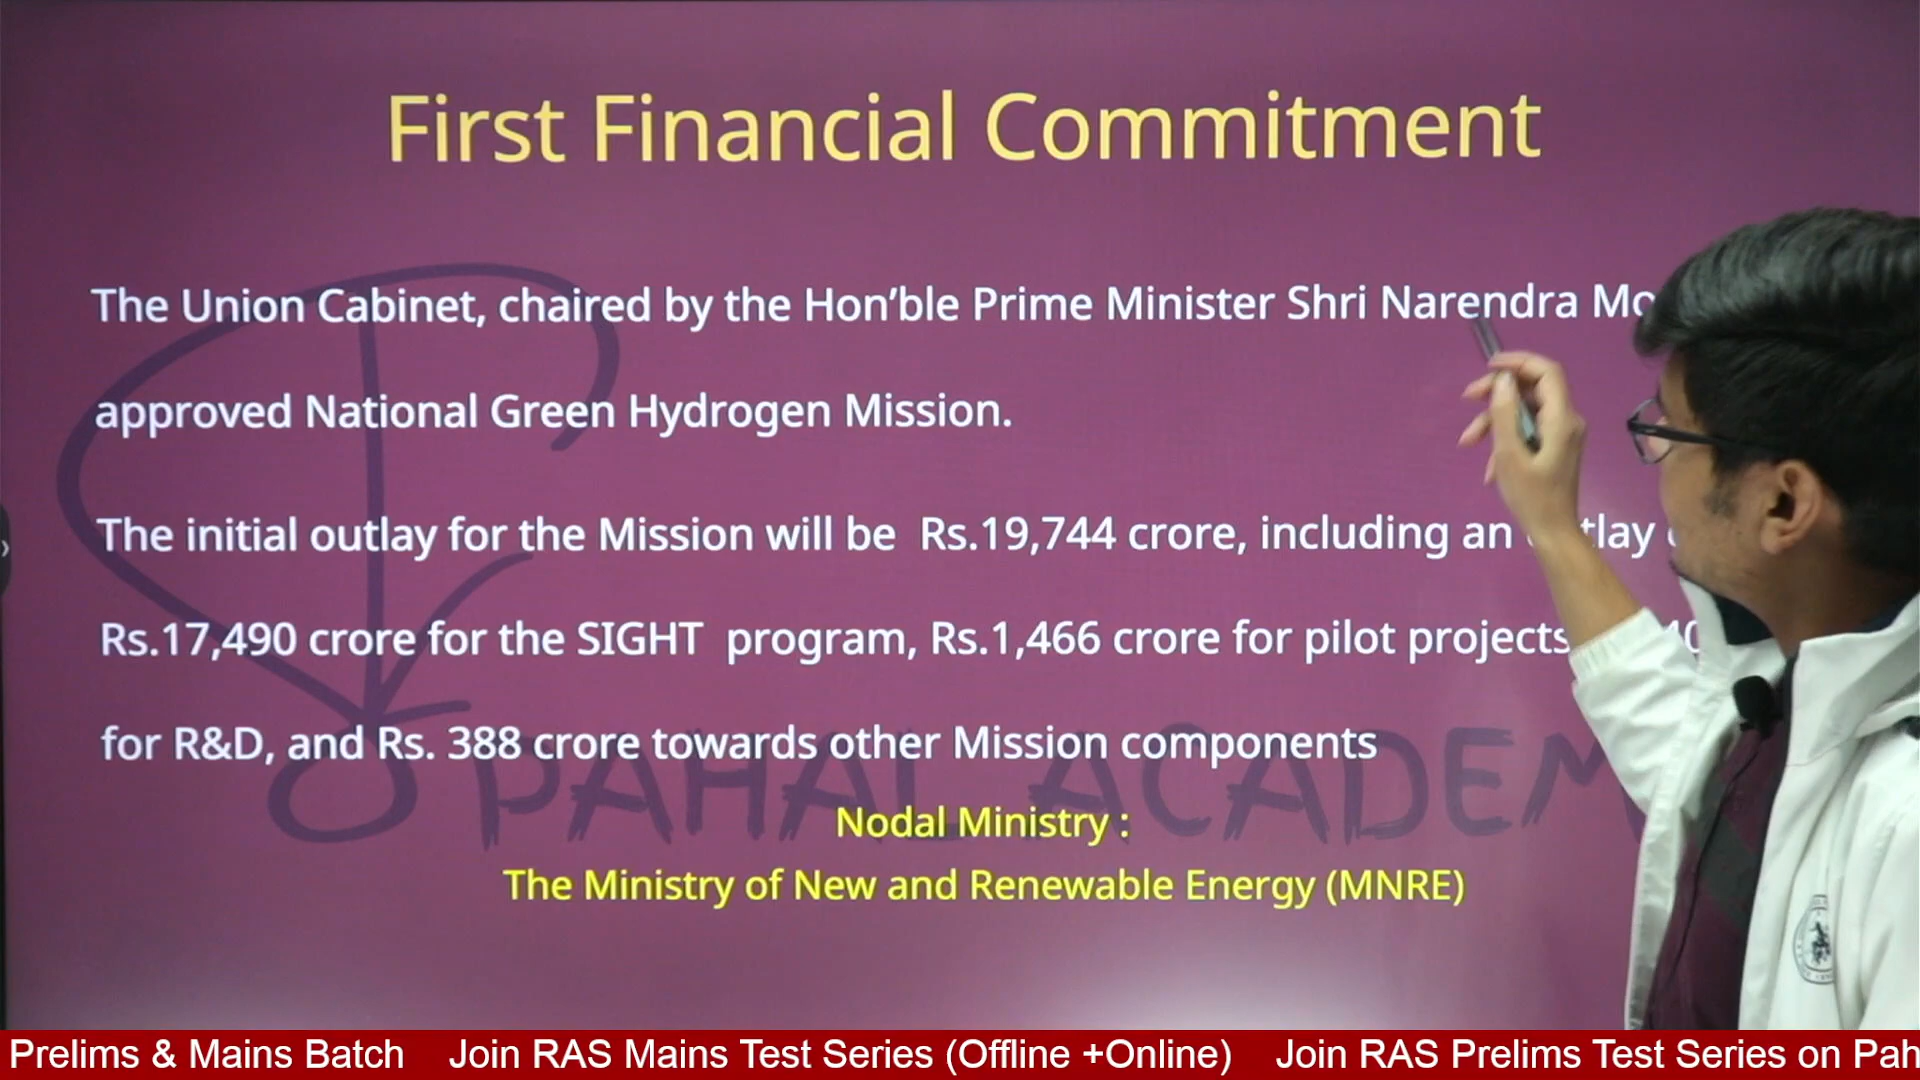 First Financial Commitment
The Union Cabinet, chaired by the Hon’ble Prime Minister Shri Narendra
approved National Green Hydrogen Mission.
The initial outlay for the Mission will be Rs.19,744 crore, including an
Rs.17,490 crore for the SIGHT program, Rs.1,466 crore for pilot projects
for R&D, and Rs. 388 crore towards other Mission components
PAHAL ACADEM
Nodal Ministry :
The Ministry of New and Renewable Energy (MNRE)
Prelims & Mains Batch Join RAS Mains Test Series (Offline +Online) Join RAS Prelims Test Series on Pah